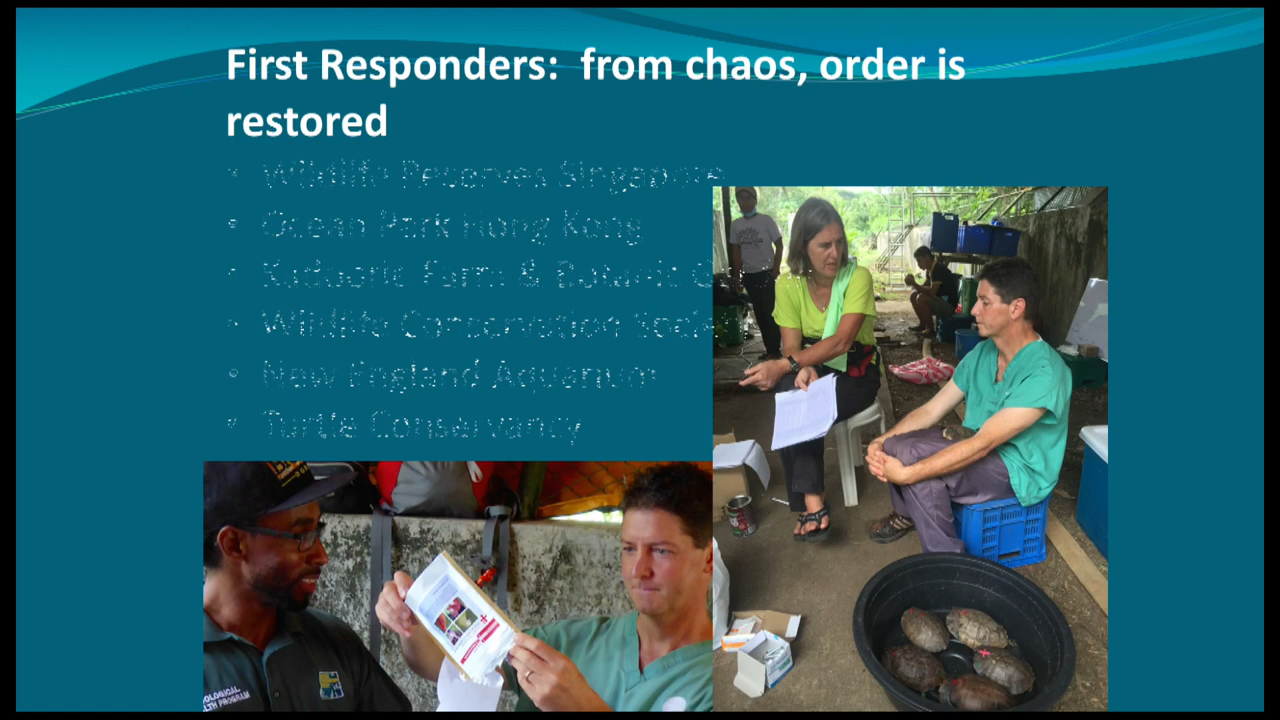 First Responders:  from chaos, order is
restored
• Wildlife Reserves Singapore
• Ocean Park Hong Kong
• Kadoorie Farm & Botanic
• Wildlife Conservation
• New England Aquarium
• Turtle Conservancy